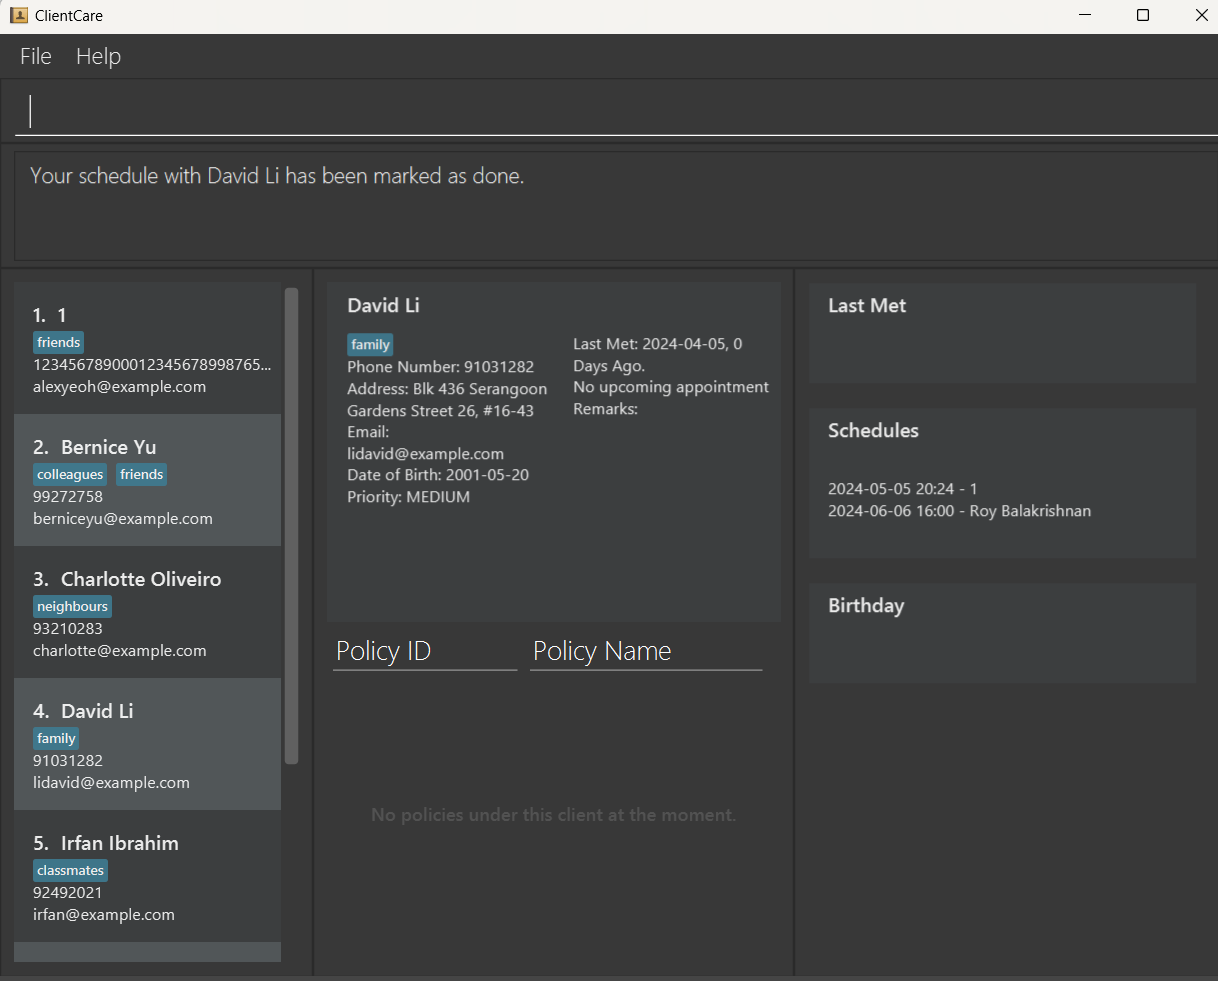 ClientCare
File Help
Your schedule with David Li has been marked as done.
1. 1
friends
12345678900012345678998765...
alexyeoh@example.com
2. Bernice Yu
colleagues friends
99272758
berniceyu@example.com
3. Charlotte Oliveiro
neighbours
93210283
charlotte@example.com
4. David Li
family
91031282
lidavid@example.com
5. Irfan Ibrahim
classmates
92492021
irfan@example.com
David Li
family
Phone Number: 91031282
Address: Blk 436 Serangoon
Gardens Street 26, #16-43
Email:
lidavid@example.com
Date of Birth: 2001-05-20
Priority: MEDIUM
Last Met: 2024-04-05, 0
Days Ago.
No upcoming appointment
Remarks:
Policy ID Policy Name
No policies under this client at the moment.
Last Met
Schedules
2024-05-05 20:24 - 1
2024-06-06 16:00 - Roy Balakrishnan
Birthday